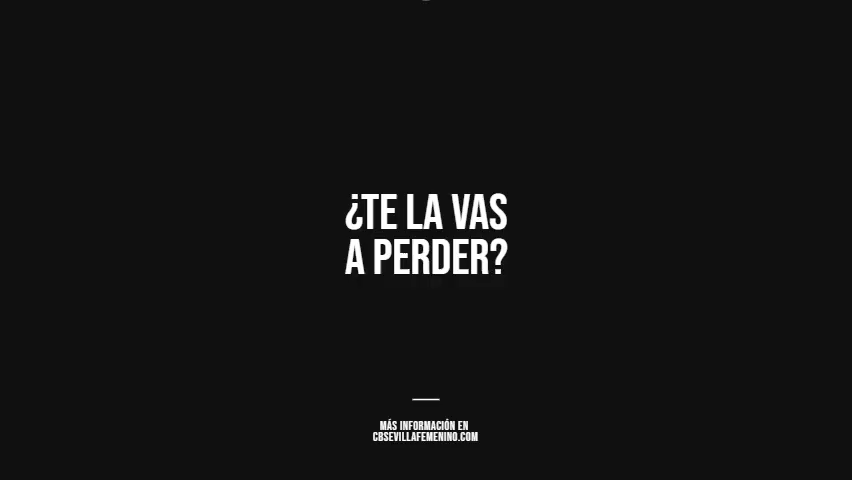 ¿TE LA VAS
A PERDER?
MÁS INFORMACIÓN EN
CBSEVILLAFEMENINO.COM